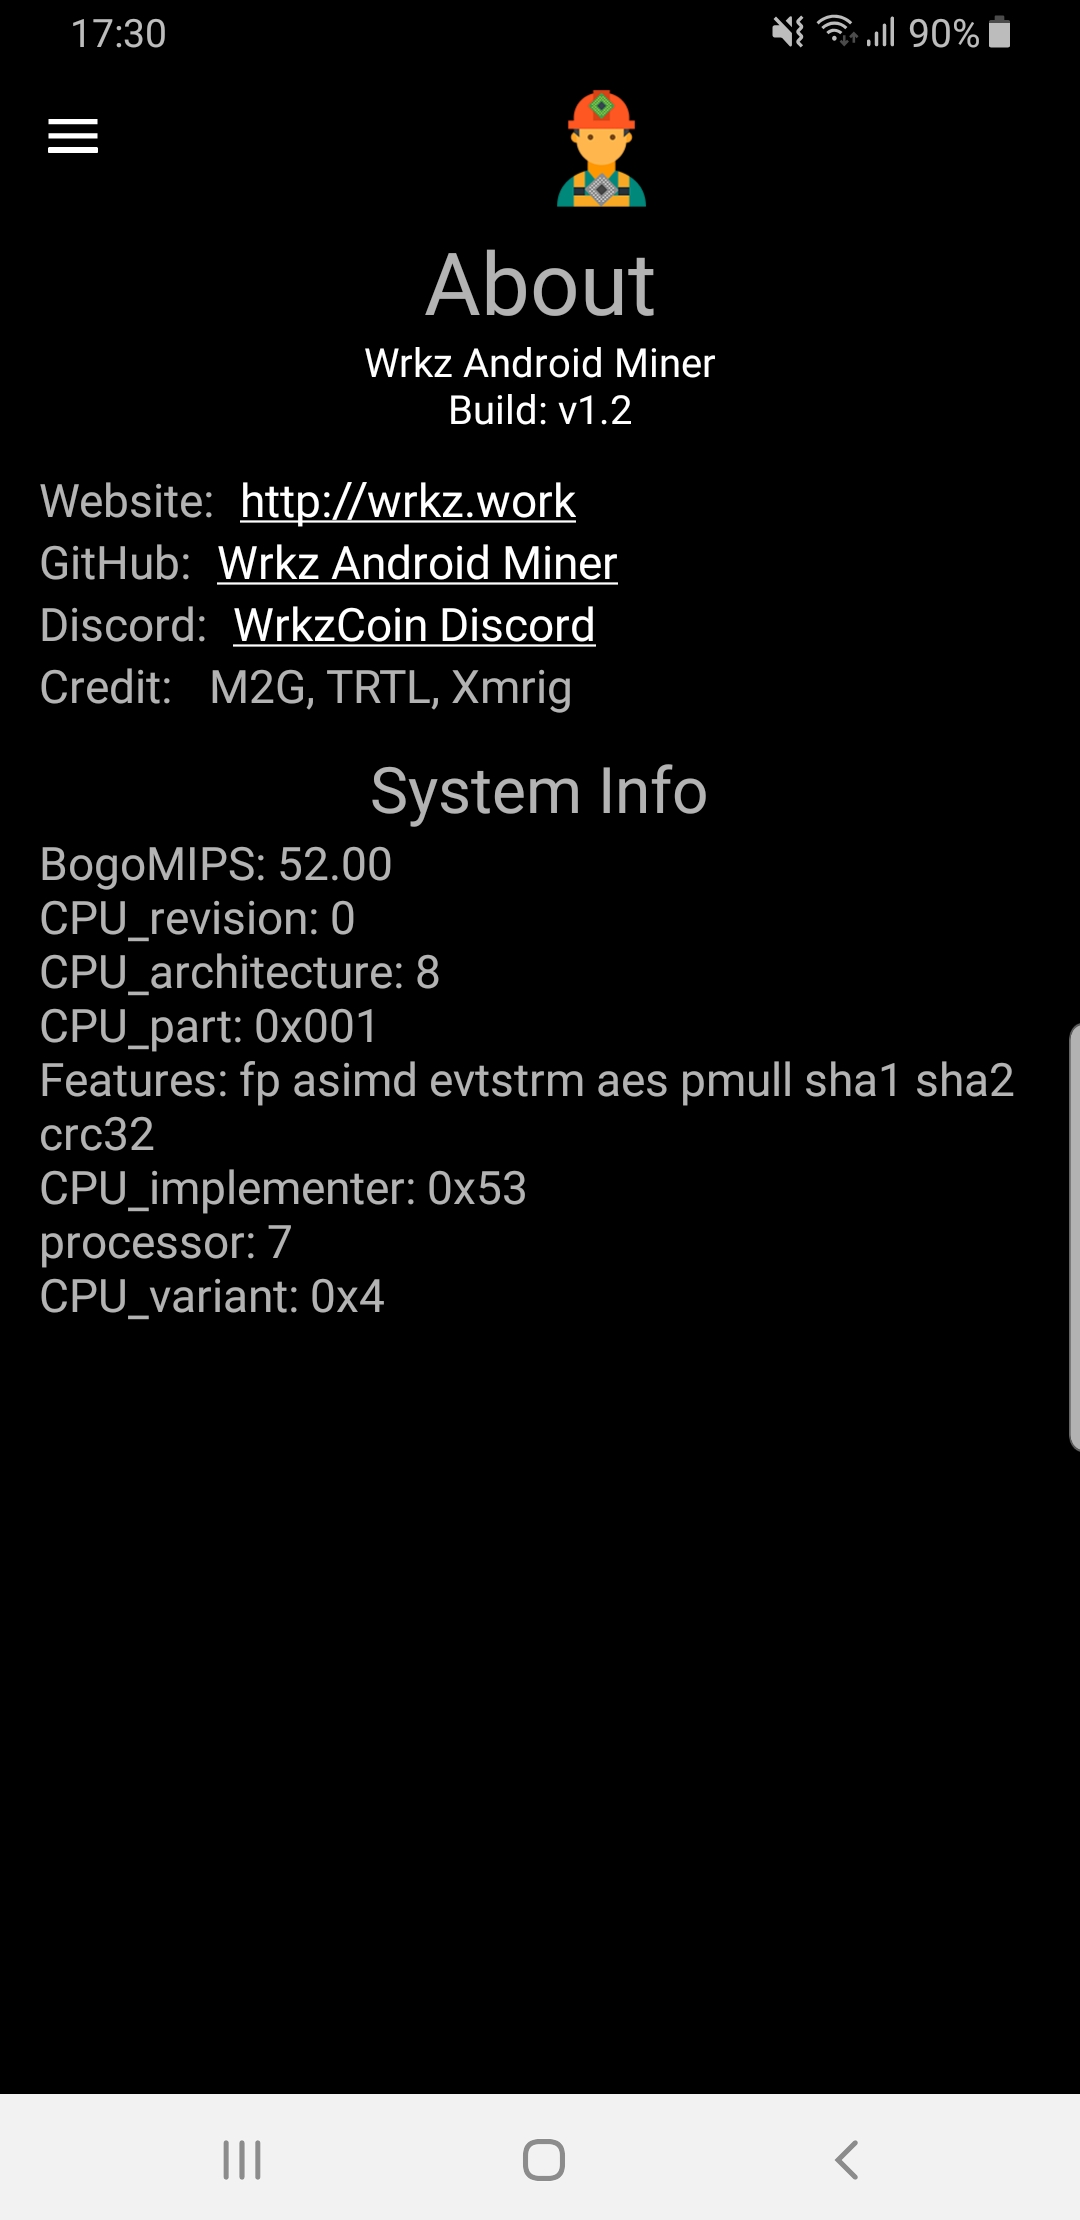 17:30
90%
About
Wrkz Android Miner
Build: v1.2
Website: http://wrkz.work
GitHub: Wrkz Android Miner
Discord: WrkzCoin Discord
Credit: M2G, TRTL, Xmrig
System Info
BogoMIPS: 52.00
CPU_revision: 0
CPU_architecture: 8
CPU_part: 0x001
Features: fp asimd evtstrm aes pmull sha1 sha2
crc32
CPU_implementer: 0x53
processor: 7
CPU_variant: 0x4